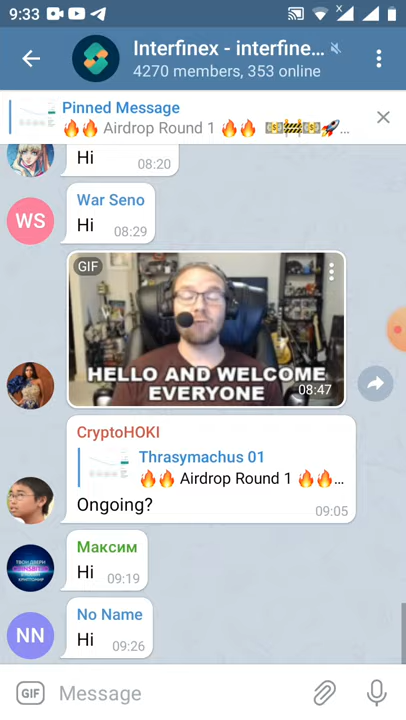 9:33
Interfinex - interfine...
4270 members, 353 online
Pinned Message
🔥🔥 Airdrop Round 1 🔥🔥 💵🚧💵🚀...
Hi 08:20
War Seno
WS
Hi 08:29
GIF
HELLO AND WELCOME
EVERYONE 08:47
CryptoHOKI
Thrasymachus 01
🔥🔥 Airdrop Round 1 🔥🔥...
Ongoing? 09:05
Максим
Hi 09:19
No Name
NN
Hi 09:26
GIF Message